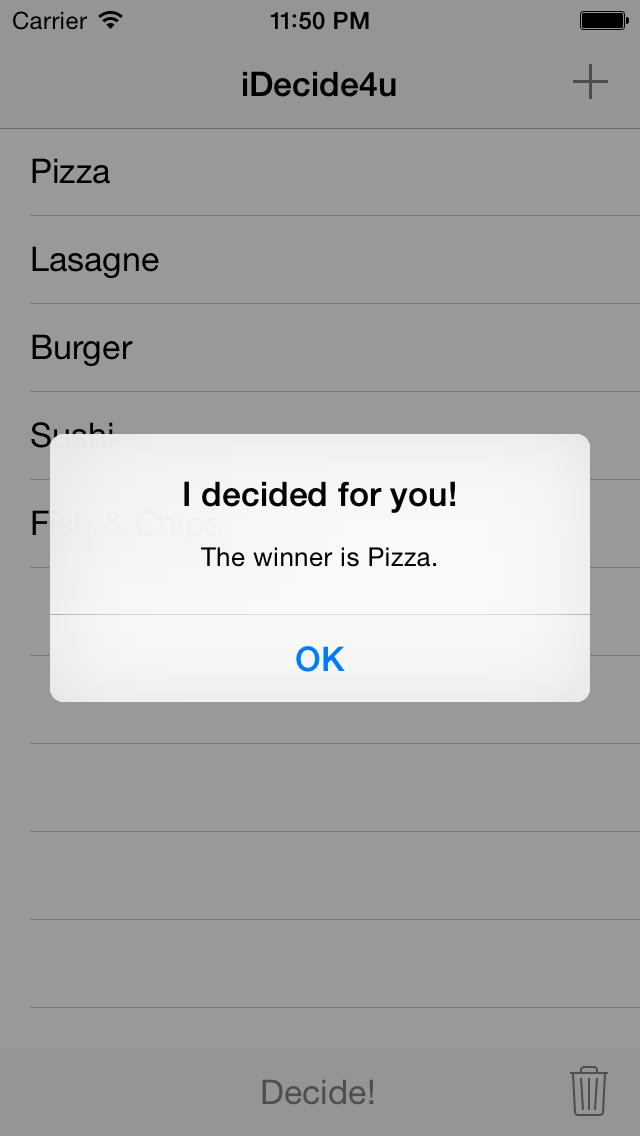 Carrier 11:50 PM
iDecide4u
Pizza
Lasagne
Burger
Sushi
Fish & Chips
I decided for you!
The winner is Pizza.
OK
Decide!